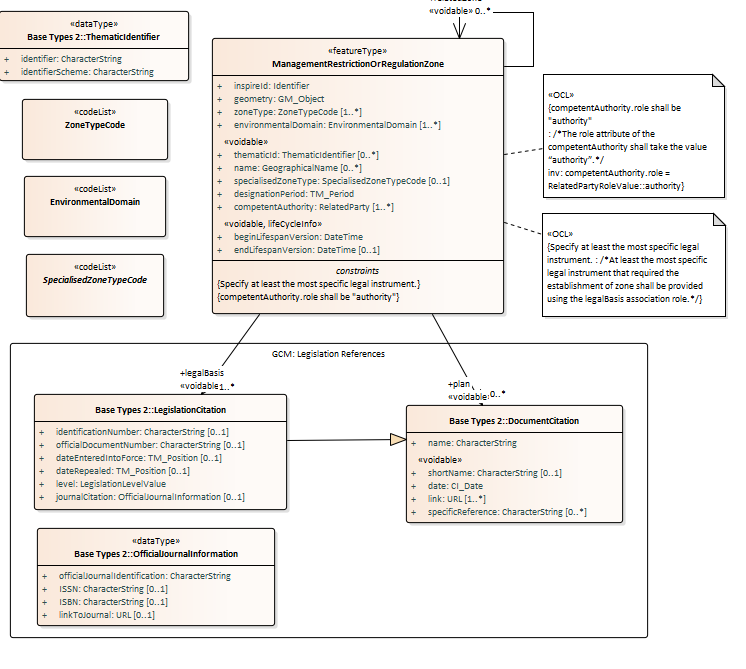 «voidable» 0..*
«dataType»
Base Types 2::ThematicIdentifier
+ identifier: CharacterString
+ identifierScheme: CharacterString
«codeList»
ZoneTypeCode
«codeList»
EnvironmentalDomain
«codeList»
SpecialisedZoneTypeCode
«featureType»
ManagementRestrictionOrRegulationZone
+ inspireId: Identifier
+ geometry: GM_Object
+ zoneType: ZoneTypeCode [1..*]
+ environmentalDomain: EnvironmentalDomain [1..*]
«voidable»
+ thematicId: ThematicIdentifier [0..*]
+ name: GeographicalName [0..*]
+ specialisedZoneType: SpecialisedZoneTypeCode [0..1]
+ designationPeriod: TM_Period
+ competentAuthority: RelatedParty [1..*]
«voidable, lifeCycleInfo»
+ beginLifespanVersion: DateTime
+ endLifespanVersion: DateTime [0..1]
constraints
{Specify at least the most specific legal instrument.}
{competentAuthority.role shall be "authority"}
«OCL»
{competentAuthority.role shall be
"authority"
: /*The role attribute of the
competentAuthority shall take the value
“authority”.*/
inv: competentAuthority.role =
RelatedPartyRoleValue::authority}
«OCL»
{Specify at least the most specific legal
instrument. : /*At least the most specific
legal instrument that required the
establishment of zone shall be provided
using the legalBasis association role.*/}
GCM: Legislation References
+legalBasis
«voidable1..*
+plan
«voidable:0..*
Base Types 2::LegislationCitation
+ identificationNumber: CharacterString [0..1]
+ officialDocumentNumber: CharacterString [0..1]
+ dateEnteredIntoForce: TM_Position [0..1]
+ dateRepealed: TM_Position [0..1]
+ level: LegislationLevelValue
+ journalCitation: OfficialJournalInformation [0..1]
Base Types 2::DocumentCitation
+ name: CharacterString
«voidable»
+ shortName: CharacterString [0..1]
+ date: CI_Date
+ link: URL [1..*]
+ specificReference: CharacterString [0..*]
«dataType»
Base Types 2::OfficialJournalInformation
+ officialJournalIdentification: CharacterString
+ ISSN: CharacterString [0..1]
+ ISBN: CharacterString [0..1]
+ linkToJournal: URL [0..1]